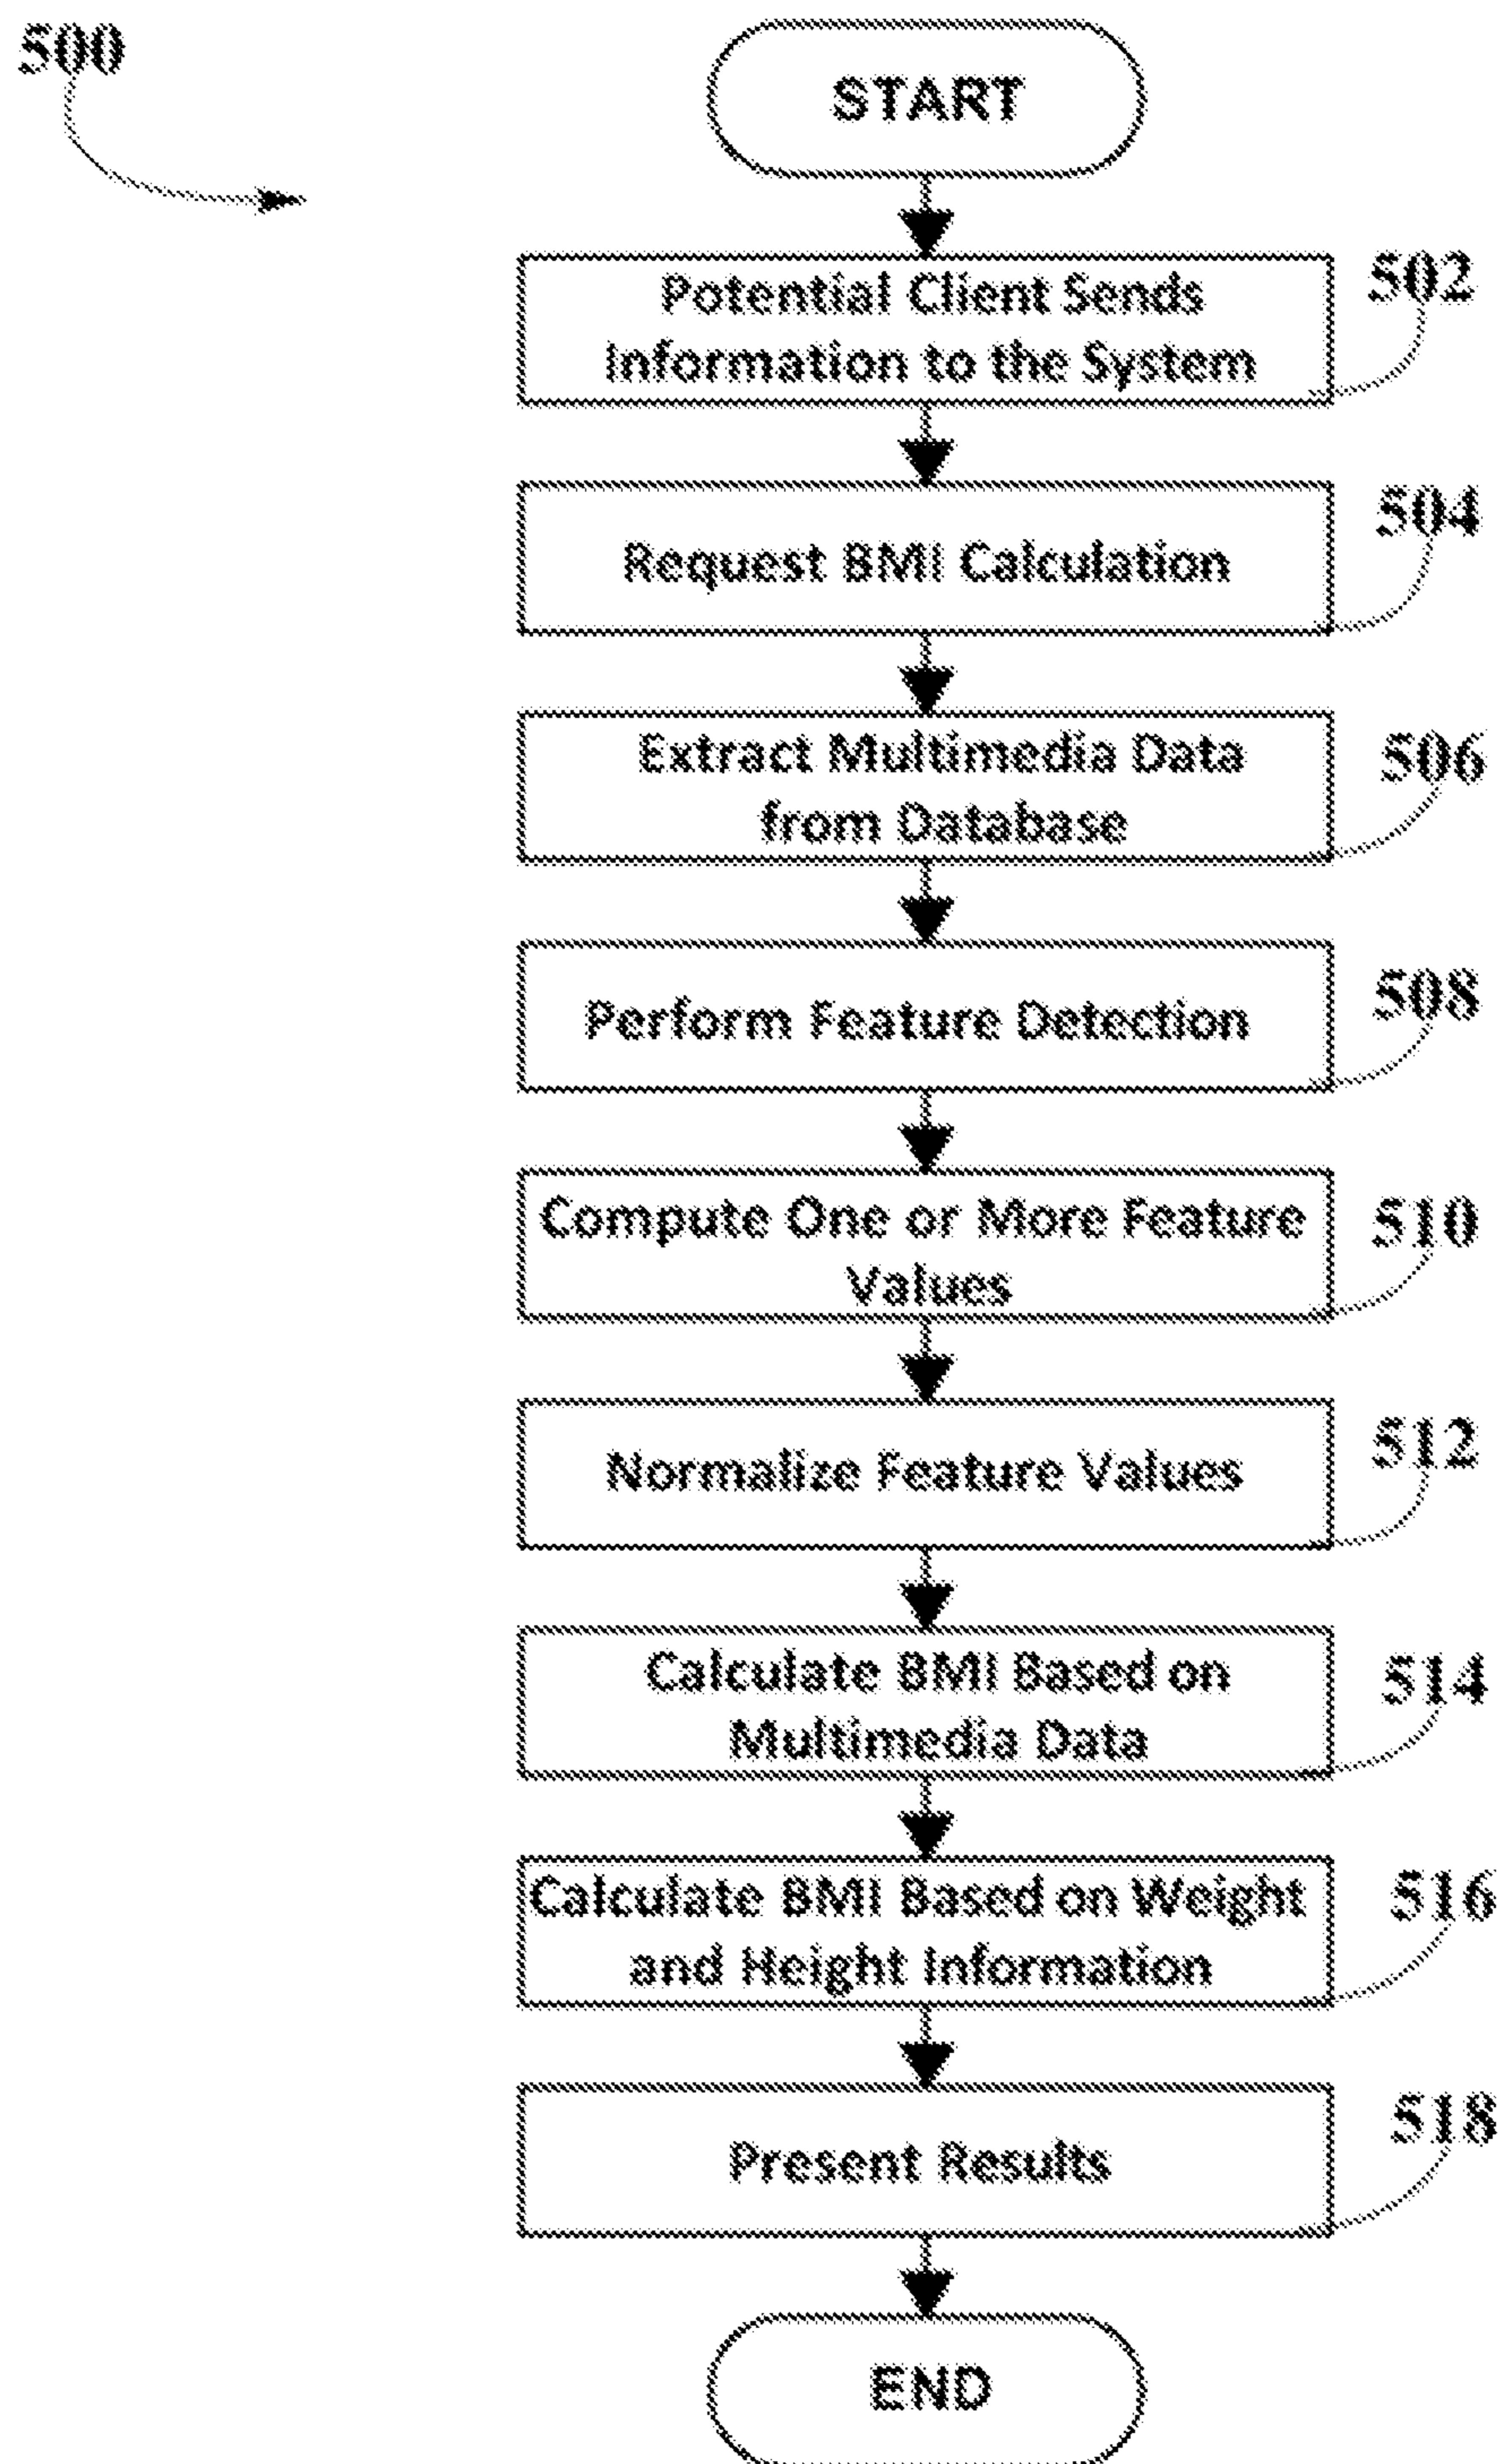 500
START
Potential Client Sends
Information to the System
502
Request BMI Calculation
504
Extract Multimedia Data
from Database
506
Perform Feature Detection
508
Compute One or More Feature
Values
510
Normalize Feature Values
512
Calculate BMI Based on
Multimedia Data
514
Calculate BMI Based on Weight
and Height Information
516
Present Results
518
END